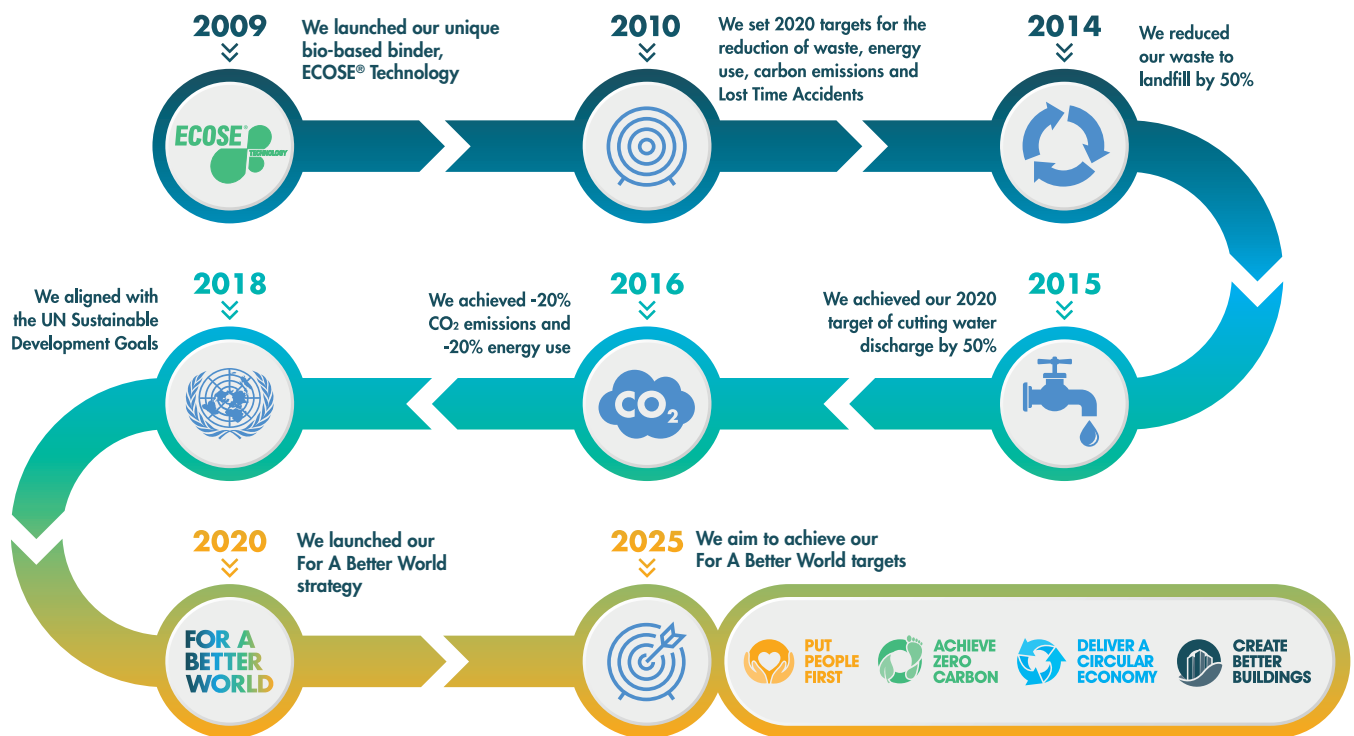 2009
We launched our unique
bio-based binder,
ECOSE® Technology
ECOSE®
TECHNOLOGY
2010
We set 2020 targets for the
reduction of waste, energy
use, carbon emissions and
Lost Time Accidents
2014
We reduced
our waste to
landfill by 50%
2018
We aligned with
the UN Sustainable
Development Goals
2016
We achieved -20%
CO₂ emissions and
-20% energy use
CO₂
2015
We achieved our 2020
target of cutting water
discharge by 50%
2020
We launched our
For A Better World
strategy
FOR A
BETTER
WORLD
2025
We aim to achieve our
For A Better World targets
PUT
PEOPLE
FIRST
ACHIEVE
ZERO
CARBON
DELIVER A
CIRCULAR
ECONOMY
CREATE
BETTER
BUILDINGS